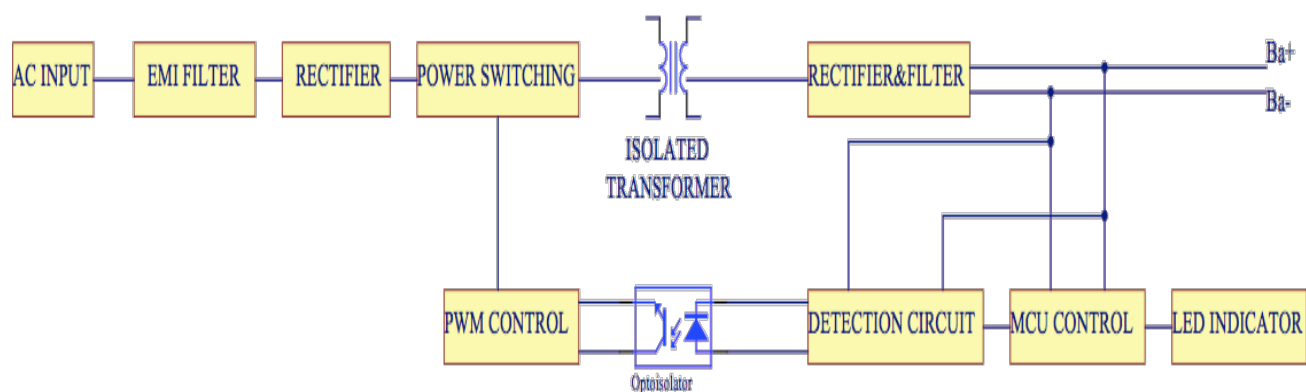 AC INPUT
EMI FILTER
RECTIFIER
POWER SWITCHING
RECTIFIER&FILTER
Ba+
Ba-
ISOLATED
TRANSFORMER
PWM CONTROL
DETECTION CIRCUIT
MCU CONTROL
LED INDICATOR
Optoisolator